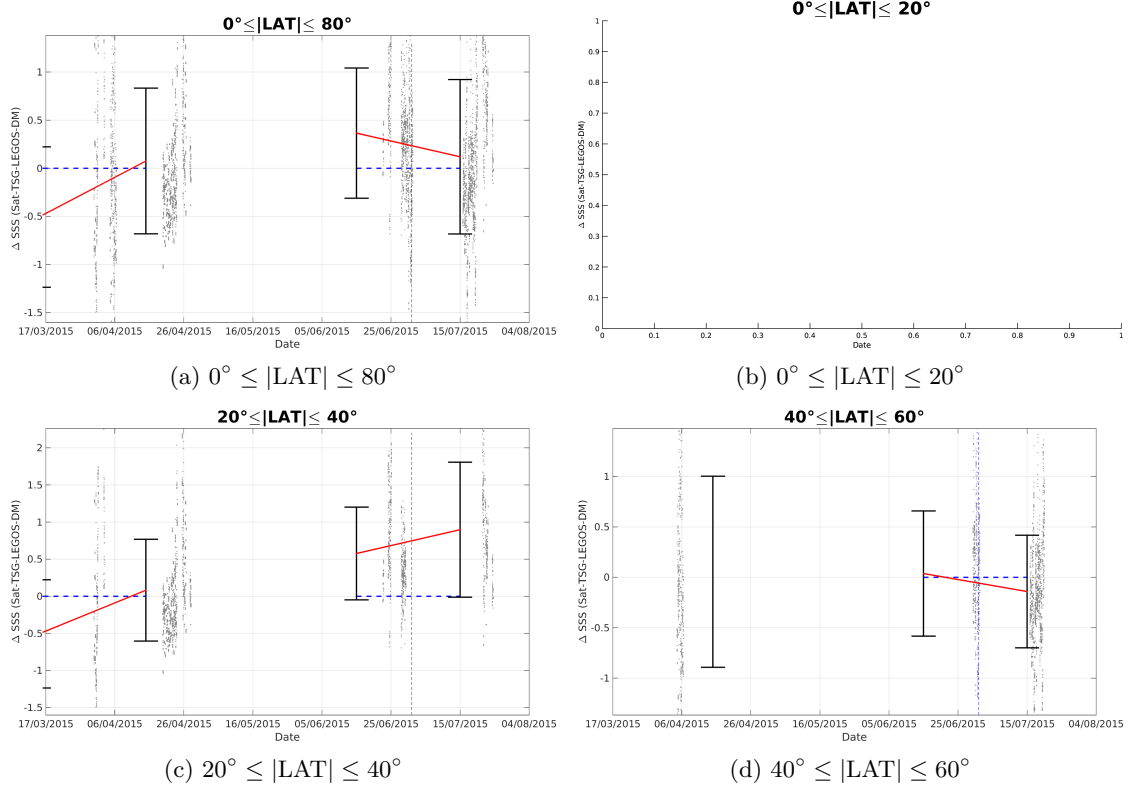 0°≤|LAT|≤ 80°
Δ SSS (Sat-TSG-LEGOS-DM)
1
0.5
0
-0.5
-1
-1.5
17/03/2015 06/04/2015 26/04/2015 16/05/2015 05/06/2015 25/06/2015 15/07/2015 04/08/2015
Date
(a) 0° ≤ |LAT| ≤ 80°
0°≤|LAT|≤ 20°
Δ SSS (Sat-TSG-LEGOS-DM)
1
0.9
0.8
0.7
0.6
0.5
0.4
0.3
0.2
0.1
0
0 0.1 0.2 0.3 0.4 0.5 0.6 0.7 0.8 0.9 1
Date
(b) 0° ≤ |LAT| ≤ 20°
20°≤|LAT|≤ 40°
Δ SSS (Sat-TSG-LEGOS-DM)
2
1.5
1
0.5
0
-0.5
-1
-1.5
17/03/2015 06/04/2015 26/04/2015 16/05/2015 05/06/2015 25/06/2015 15/07/2015 04/08/2015
Date
(c) 20° ≤ |LAT| ≤ 40°
40°≤|LAT|≤ 60°
Δ SSS (Sat-TSG-LEGOS-DM)
1
0.5
0
-0.5
-1
17/03/2015 06/04/2015 26/04/2015 16/05/2015 05/06/2015 25/06/2015 15/07/2015 04/08/2015
Date
(d) 40° ≤ |LAT| ≤ 60°